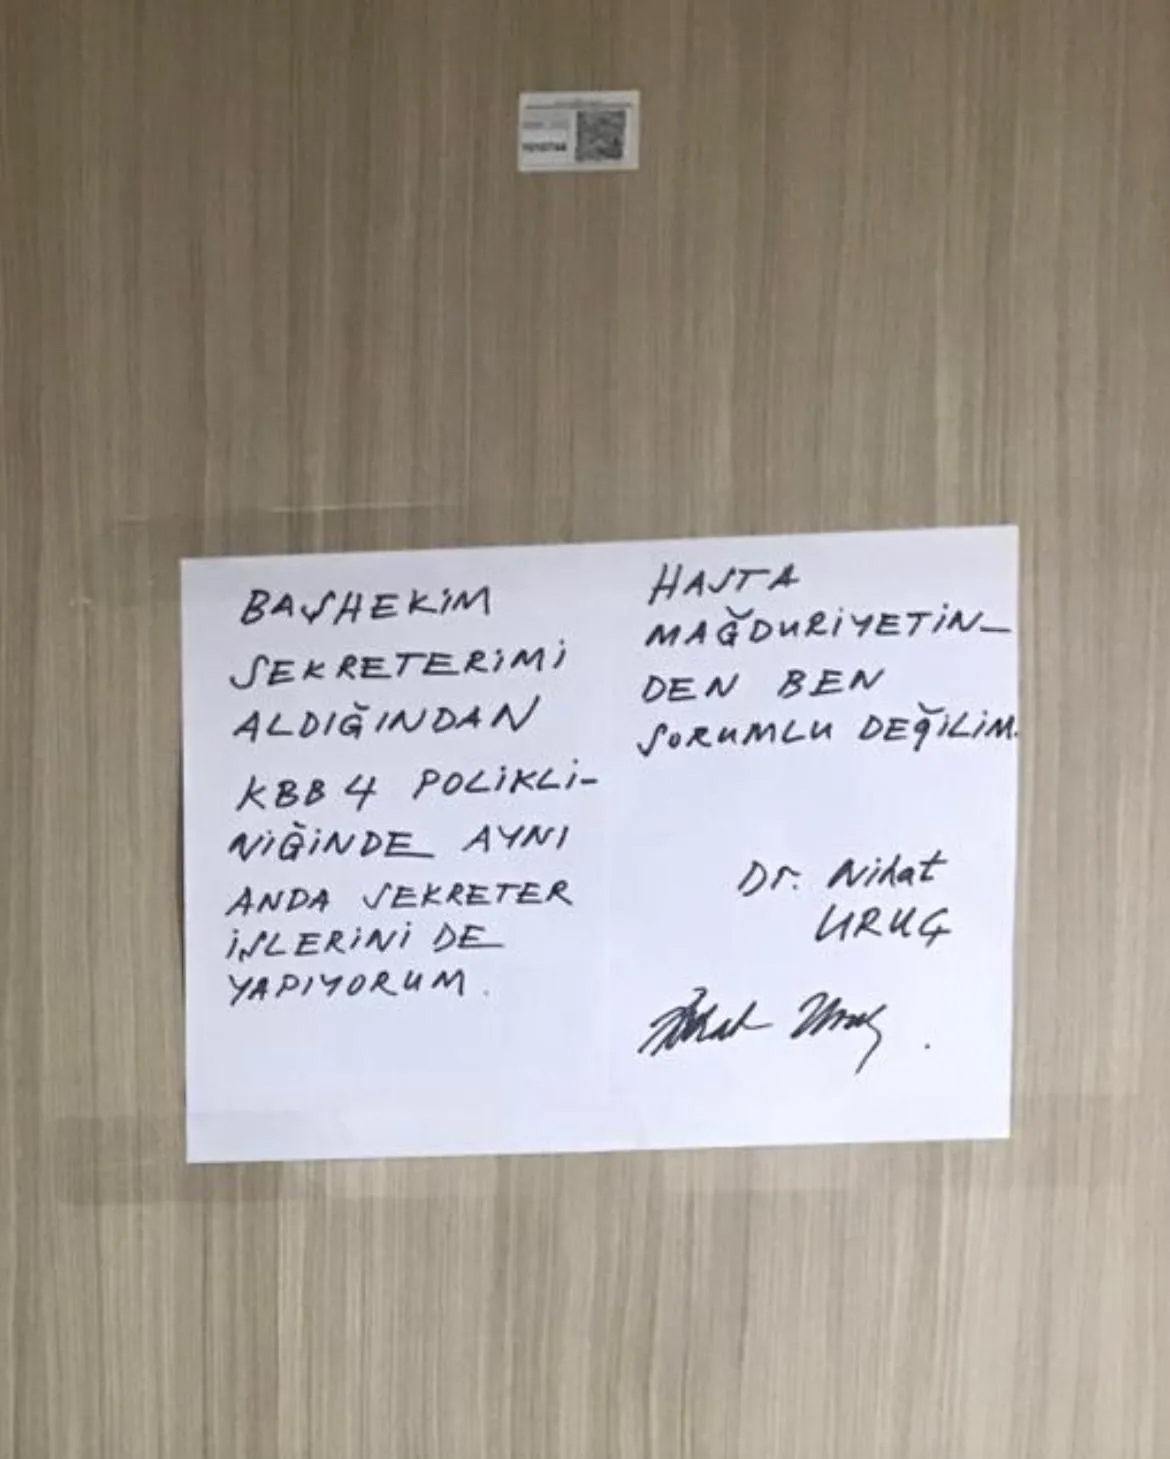 BAŞHEKİM
SEKRETERİMİ
ALDIĞINDAN
KBB 4 POLİKLİ-
NİĞİNDE AYNI
ANDA SEKRETER
İŞLERİNİ DE
YAPIYORUM.
HASTA
MAĞDURİYETİN-
DEN BEN
SORUMLU DEĞİLİM.
Dr. Nihat
URUÇ